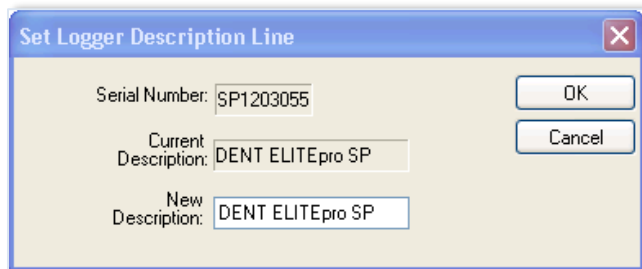 Set Logger Description Line
Serial Number: SP1203055
OK
Current
Description: DENT ELITEpro SP
Cancel
New
Description: DENT ELITEpro SP